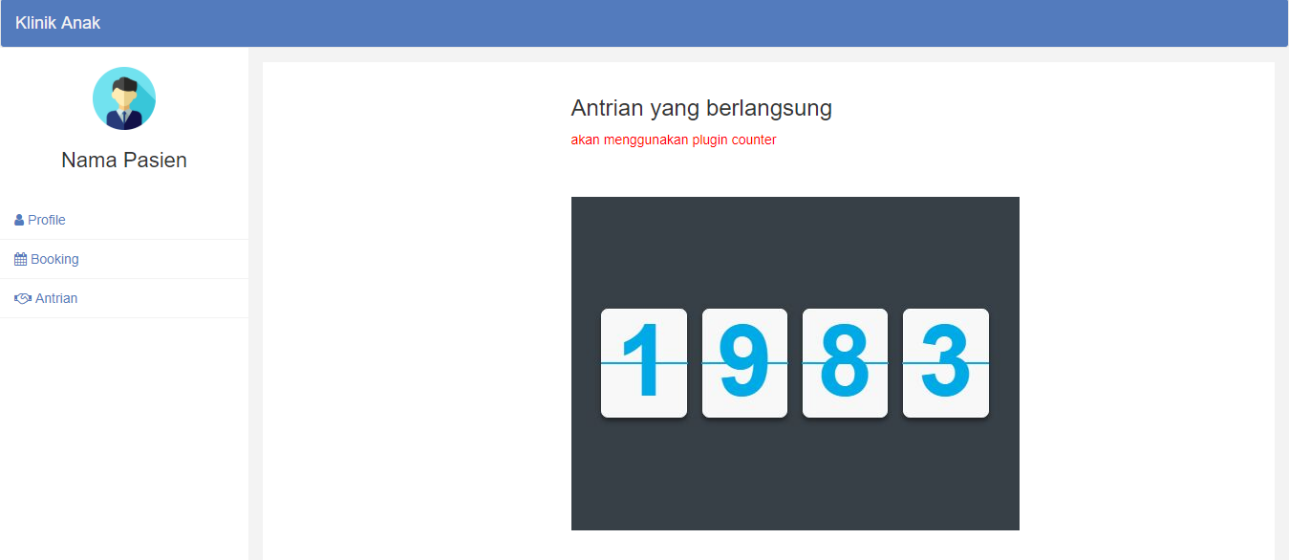 Klinik Anak
Nama Pasien
Profile
Booking
Antrian
Antrian yang berlangsung
akan menggunakan plugin counter
1983